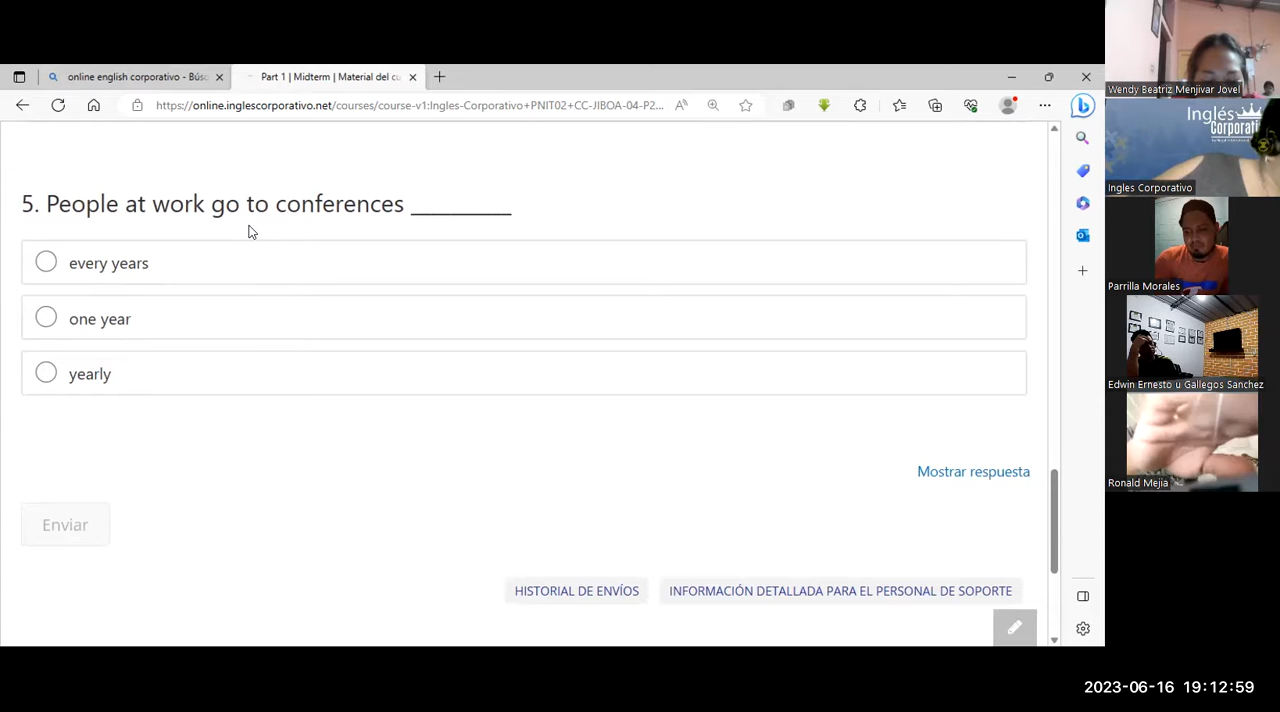 online english corporativo - Búsc
Part 1 | Midterm | Material del cu
https://online.inglescorporativo.net/courses/course-v1:Ingles-Corporativo+PNIT02+CC-JIBOA-04-P2...
5. People at work go to conferences __________
every years
one year
yearly
Mostrar respuesta
Enviar
HISTORIAL DE ENVÍOS
INFORMACIÓN DETALLADA PARA EL PERSONAL DE SOPORTE
Wendy Beatriz Menjivar Jovel
Inglés
Corporati
Ingles Corporativo
Parrilla Morales
Edwin Ernesto u Gallegos Sanchez
Ronald Mejia
2023-06-16 19:12:59